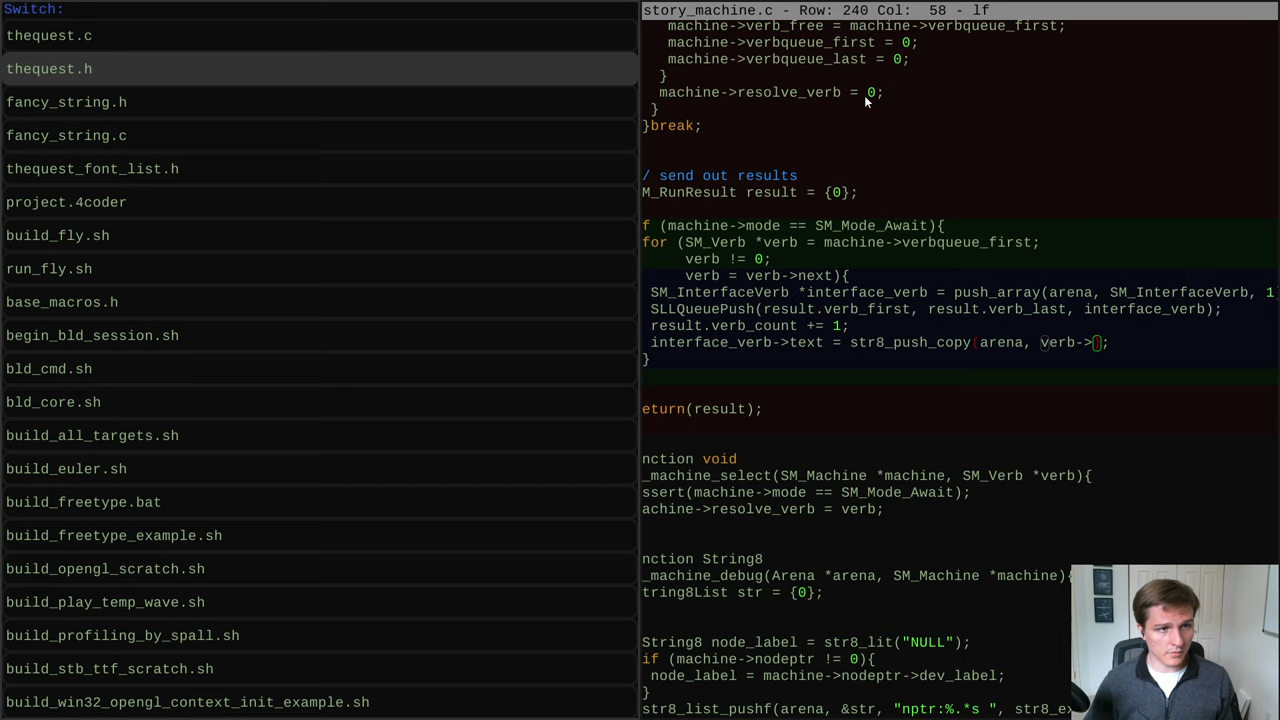 Switch:
thequest.c
thequest.h
fancy_string.h
fancy_string.c
thequest_font_list.h
project.4coder
build_fly.sh
run_fly.sh
base_macros.h
begin_bld_session.sh
bld_cmd.sh
bld_core.sh
build_all_targets.sh
build_euler.sh
build_freetype.bat
build_freetype_example.sh
build_opengl_scratch.sh
build_play_temp_wave.sh
build_profiling_by_spall.sh
build_stb_ttf_scratch.sh
build_win32_opengl_context_init_example.sh
story_machine.c - Row: 240 Col:  58 - lf
machine->verb_free = machine->verbqueue_first;
machine->verbqueue_first = 0;
machine->verbqueue_last = 0;
}
machine->resolve_verb = 0;
}
}break;
/ send out results
M_RunResult result = {0};
f (machine->mode == SM_Mode_Await){
for (SM_Verb *verb = machine->verbqueue_first;
verb != 0;
verb = verb->next){
SM_InterfaceVerb *interface_verb = push_array(arena, SM_InterfaceVerb, 1
SLLQueuePush(result.verb_first, result.verb_last, interface_verb);
result.verb_count += 1;
interface_verb->text = str8_push_copy(arena, verb->);
}
eturn(result);
nction void
_machine_select(SM_Machine *machine, SM_Verb *verb){
ssert(machine->mode == SM_Mode_Await);
achine->resolve_verb = verb;
nction String8
_machine_debug(Arena *arena, SM_Machine *machine){
tring8List str = {0};
String8 node_label = str8_lit("NULL");
if (machine->nodeptr != 0){
node_label = machine->nodeptr->dev_label;
}
str8_list_pushf(arena, &str, "nptr:%.*s ", str8_ex